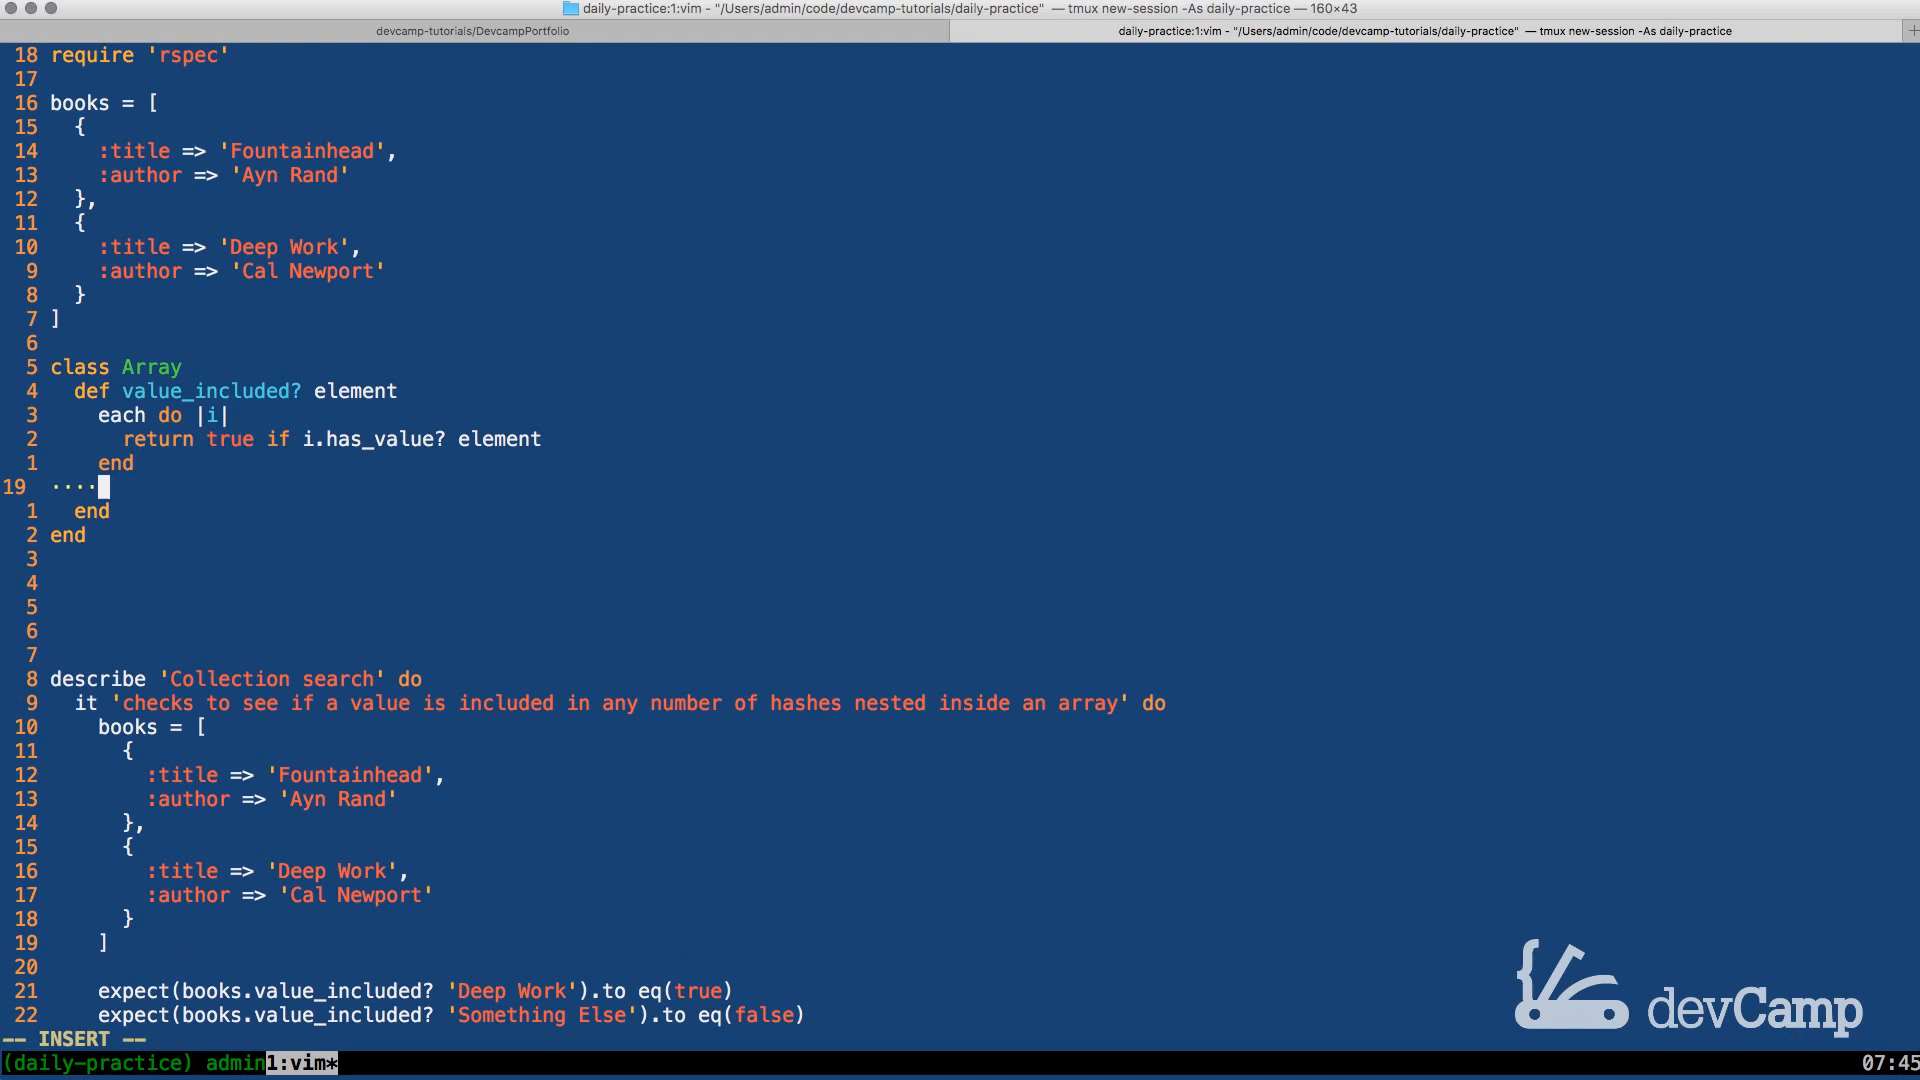 daily-practice:1:vim - "/Users/admin/code/devcamp-tutorials/daily-practice" — tmux new-session -As daily-practice — 160×43
devcamp-tutorials/DevcampPortfolio
daily-practice:1:vim - "/Users/admin/code/devcamp-tutorials/daily-practice" — tmux new-session -As daily-practice
+
18 require 'rspec'
17
16 books = [
15   {
14     :title => 'Fountainhead',
13     :author => 'Ayn Rand'
12   },
11   {
10     :title => 'Deep Work',
9     :author => 'Cal Newport'
8   }
7 ]
6
5 class Array
4   def value_included? element
3     each do |i|
2       return true if i.has_value? element
1     end
19 ····
1   end
2 end
3
4
5
6
7
8 describe 'Collection search' do
9   it 'checks to see if a value is included in any number of hashes nested inside an array' do
10     books = [
11       {
12         :title => 'Fountainhead',
13         :author => 'Ayn Rand'
14       },
15       {
16         :title => 'Deep Work',
17         :author => 'Cal Newport'
18       }
19     ]
20
21     expect(books.value_included? 'Deep Work').to eq(true)
22     expect(books.value_included? 'Something Else').to eq(false)
-- INSERT --
(daily-practice) admin1:vim* 07:45
devCamp